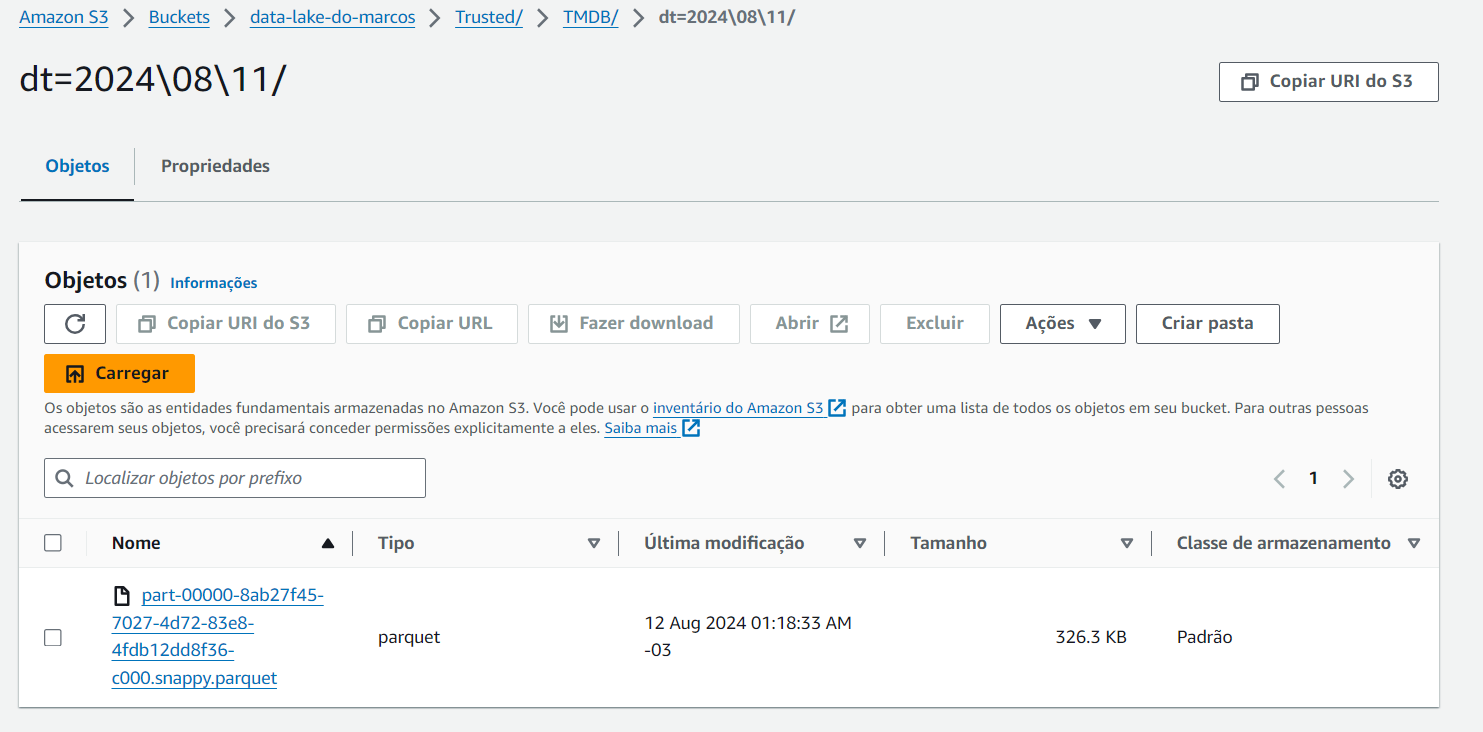 Amazon S3 > Buckets > data-lake-do-marcos > Trusted/ > TMDB/ > dt=2024\08\11/
dt=2024\08\11/
Copiar URI do S3
Objetos Propriedades
Objetos (1) Informações
Copiar URI do S3 Copiar URL Fazer download Abrir Excluir Ações Criar pasta
Carregar
Os objetos são as entidades fundamentais armazenadas no Amazon S3. Você pode usar o inventário do Amazon S3 para obter uma lista de todos os objetos em seu bucket. Para outras pessoas
acessarem seus objetos, você precisará conceder permissões explicitamente a eles. Saiba mais
Localizar objetos por prefixo
1
Nome Tipo Última modificação Tamanho Classe de armazenamento
part-00000-8ab27f45-
7027-4d72-83e8-
4fdb12dd8f36-
c000.snappy.parquet
parquet
12 Aug 2024 01:18:33 AM
-03
326.3 KB
Padrão